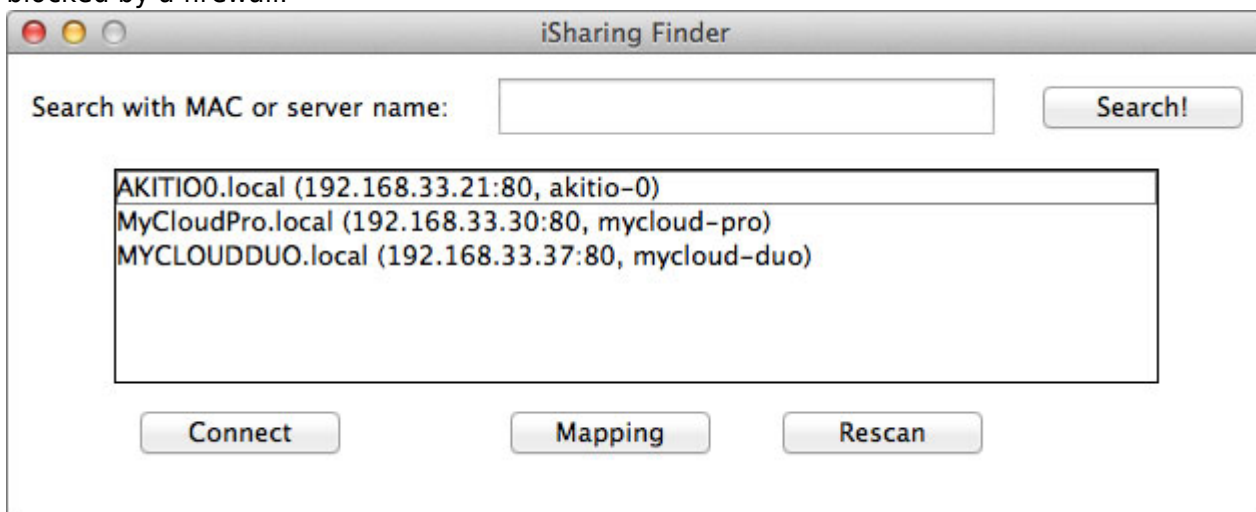 blocked by a firewall.
iSharing Finder
Search with MAC or server name:
Search!
AKITIO0.local (192.168.33.21:80, akitio-0)
MyCloudPro.local (192.168.33.30:80, mycloud-pro)
MYCLOUDDUO.local (192.168.33.37:80, mycloud-duo)
Connect
Mapping
Rescan